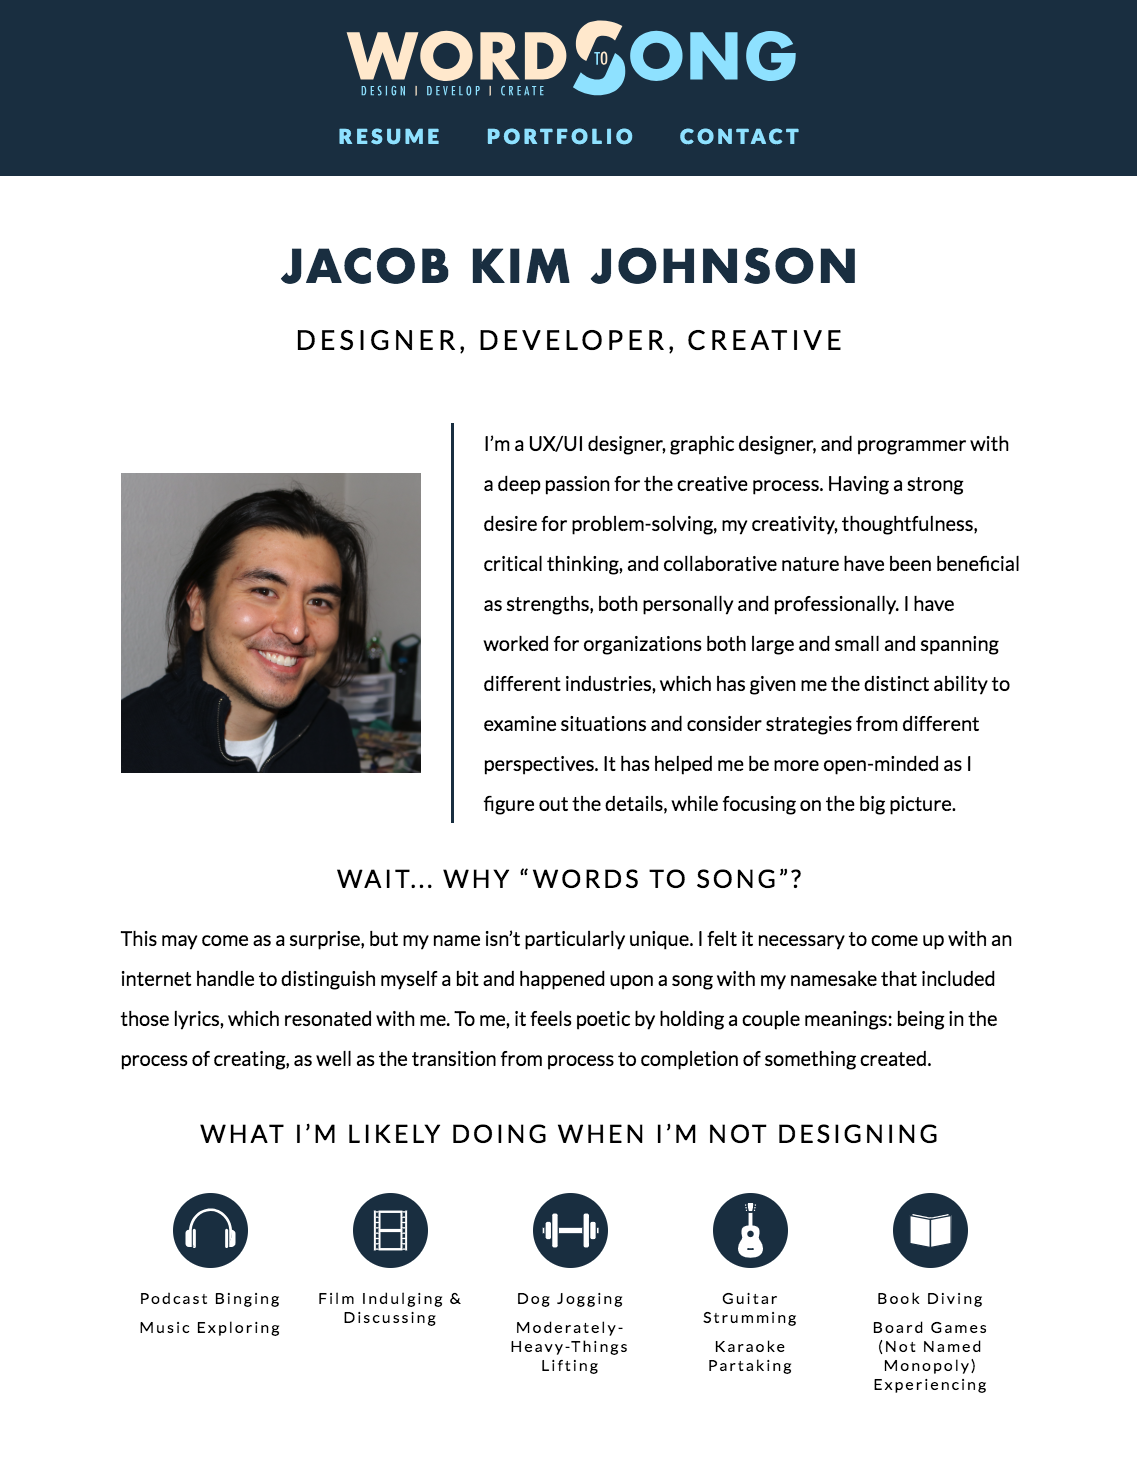 WORDSONG
TO
DESIGN | DEVELOP | CREATE
RESUME PORTFOLIO CONTACT
JACOB KIM JOHNSON
DESIGNER, DEVELOPER, CREATIVE
I’m a UX/UI designer, graphic designer, and programmer with
a deep passion for the creative process. Having a strong
desire for problem-solving, my creativity, thoughtfulness,
critical thinking, and collaborative nature have been beneficial
as strengths, both personally and professionally. I have
worked for organizations both large and small and spanning
different industries, which has given me the distinct ability to
examine situations and consider strategies from different
perspectives. It has helped me be more open-minded as I
figure out the details, while focusing on the big picture.
WAIT... WHY “WORDS TO SONG”?
This may come as a surprise, but my name isn’t particularly unique. I felt it necessary to come up with an
internet handle to distinguish myself a bit and happened upon a song with my namesake that included
those lyrics, which resonated with me. To me, it feels poetic by holding a couple meanings: being in the
process of creating, as well as the transition from process to completion of something created.
WHAT I’M LIKELY DOING WHEN I’M NOT DESIGNING
Podcast Binging
Music Exploring
Film Indulging &
Discussing
Dog Jogging
Moderately-
Heavy-Things
Lifting
Guitar
Strumming
Karaoke
Partaking
Book Diving
Board Games
(Not Named
Monopoly)
Experiencing